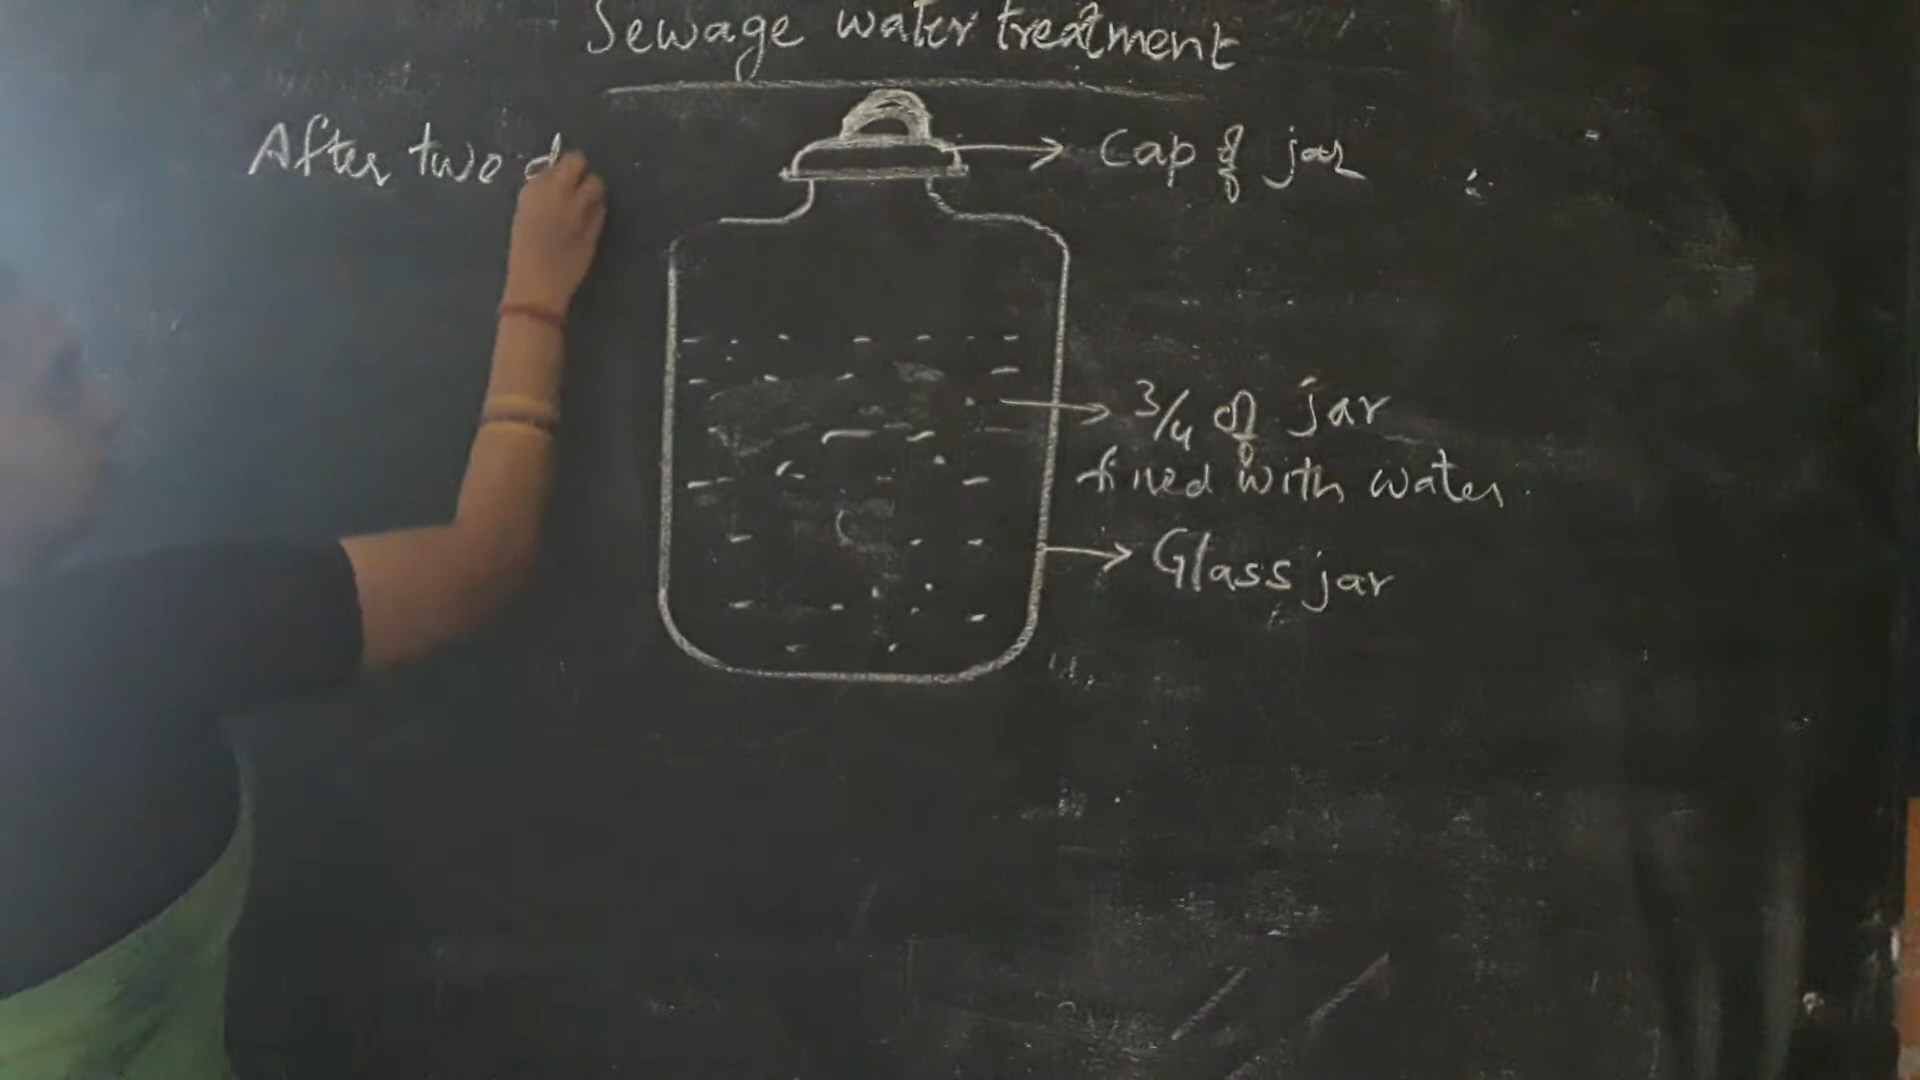 Sewage water treatment
After two d
Cap of jar
3/4 of jar
filled with water.
Glass jar